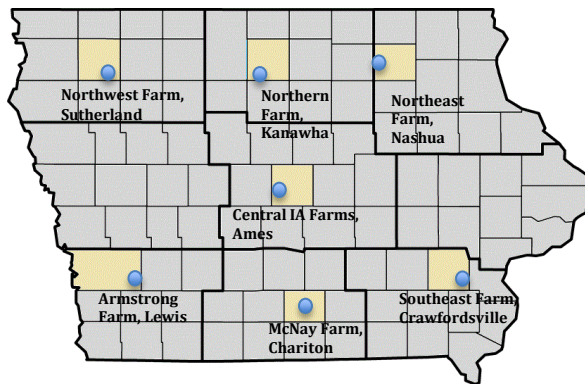 Northwest Farm,
Sutherland
Northern
Farm,
Kanawha
Northeast
Farm,
Nashua
Central IA Farms,
Ames
Armstrong
Farm, Lewis
McNay Farm,
Chariton
Southeast Farm,
Crawfordsville